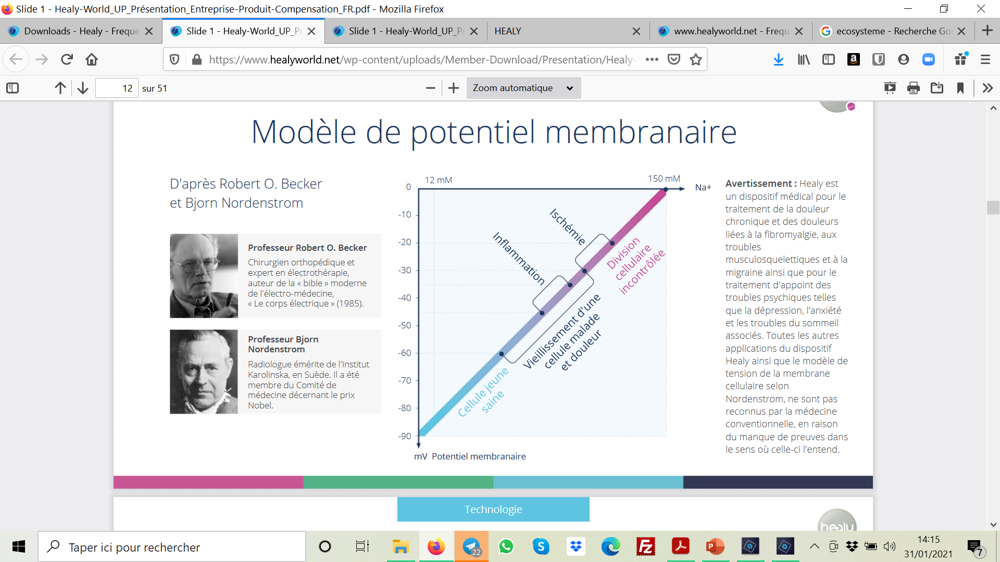 Slide 1 - Healy-World_UP_Présentation_Entreprise-Produit-Compensation_FR.pdf - Mozilla Firefox
Downloads - Healy - Freque
Slide 1 - Healy-World_UP_Pr
Slide 1 - Healy-World_UP_Pr
HEALY
www.healyworld.net - Frequ
ecosysteme - Recherche Goo
https://www.healyworld.net/wp-content/uploads/Member-Download/Presentation/Healy-
12 sur 51
Zoom automatique
Modèle de potentiel membranaire
D'après Robert O. Becker
et Bjorn Nordenstrom
Professeur Robert O. Becker
Chirurgien orthopédique et
expert en électrothérapie,
auteur de la « bible » moderne
de l'électro-médecine,
« Le corps électrique » (1985).
Professeur Bjorn
Nordenstrom
Radiologue émérite de l'Institut
Karolinska, en Suède. Il a été
membre du Comité de
médecine décernant le prix
Nobel.
12 mM
150 mM
Na+
0
-10
-20
-30
-40
-50
-60
-70
-80
-90
mV Potentiel membranaire
Ischémie
Inflammation
Division
cellulaire
incontrôlée
Vieillissement d'une
cellule malade
et douleur
Cellule jeune
saine
Avertissement : Healy est
un dispositif médical pour le
traitement de la douleur
chronique et des douleurs
liées à la fibromyalgie, aux
troubles
musculosquelettiques et à la
migraine ainsi que pour le
traitement d'appoint des
troubles psychiques telles
que la dépression, l'anxiété
et les troubles du sommeil
associés. Toutes les autres
applications du dispositif
Healy ainsi que le modèle de
tension de la membrane
cellulaire selon
Nordenstrom, ne sont pas
reconnus par la médecine
conventionnelle, en raison
du manque de preuves dans
le sens où celle-ci l'entend.
Technologie
healy
Taper ici pour rechercher
22
14:15
31/01/2021
7